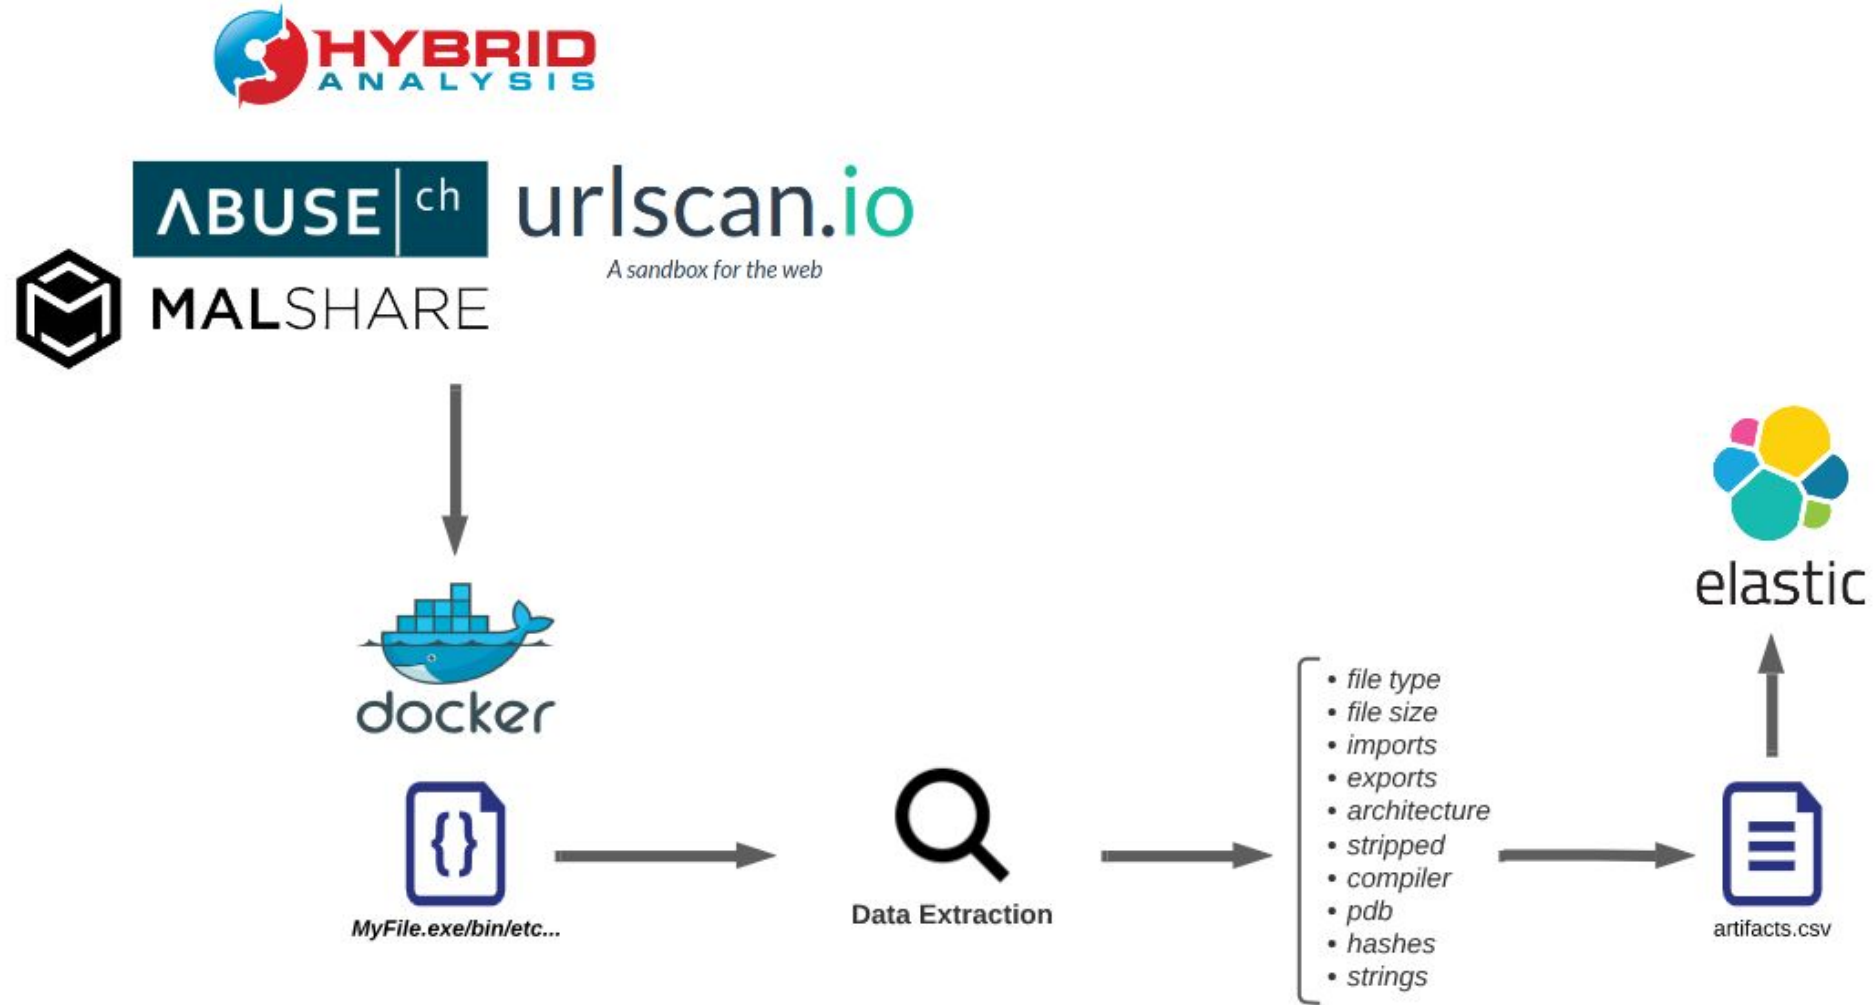 HYBRID
ANALYSIS
ABUSE ch
urlscan.io
A sandbox for the web
MALSHARE
docker
MyFile.exe/bin/etc...
Data Extraction
• file type
• file size
• imports
• exports
• architecture
• stripped
• compiler
• pdb
• hashes
• strings
elastic
artifacts.csv